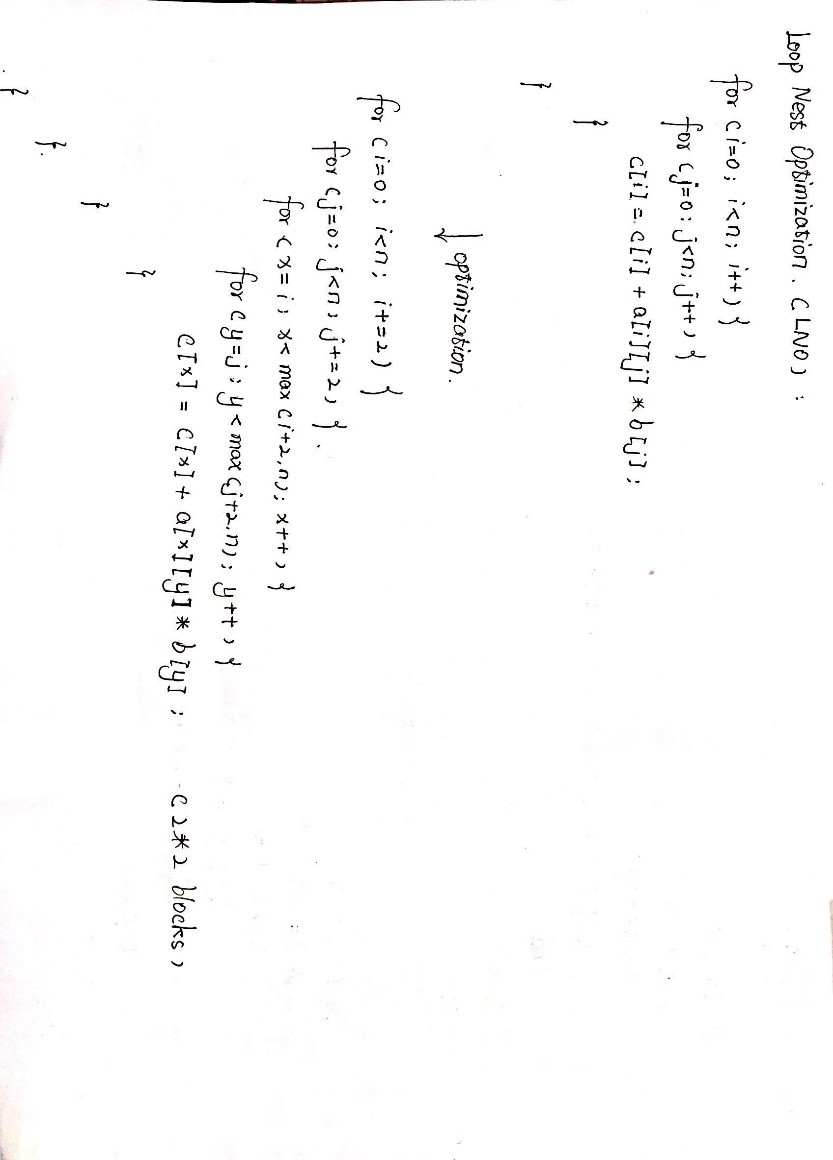 Loop Nest Optimization. (LNO) :
for (i=0; i<n; i++) {
for (j=0; j<n; j++) {
c[i] = c[i] + a[i][j] * b[j];
}
}
↓ optimization.
for (i=0; i<n; i+=2) {
for (j=0; j<n; j+=2) {.
for (x=i; x<max(i+2,n); x++) {
for (y=j; y<max(j+2,n); y++) {
c[x] = c[x] + a[x][y] * b[y]; (2*2 blocks)
}
}
}.
}